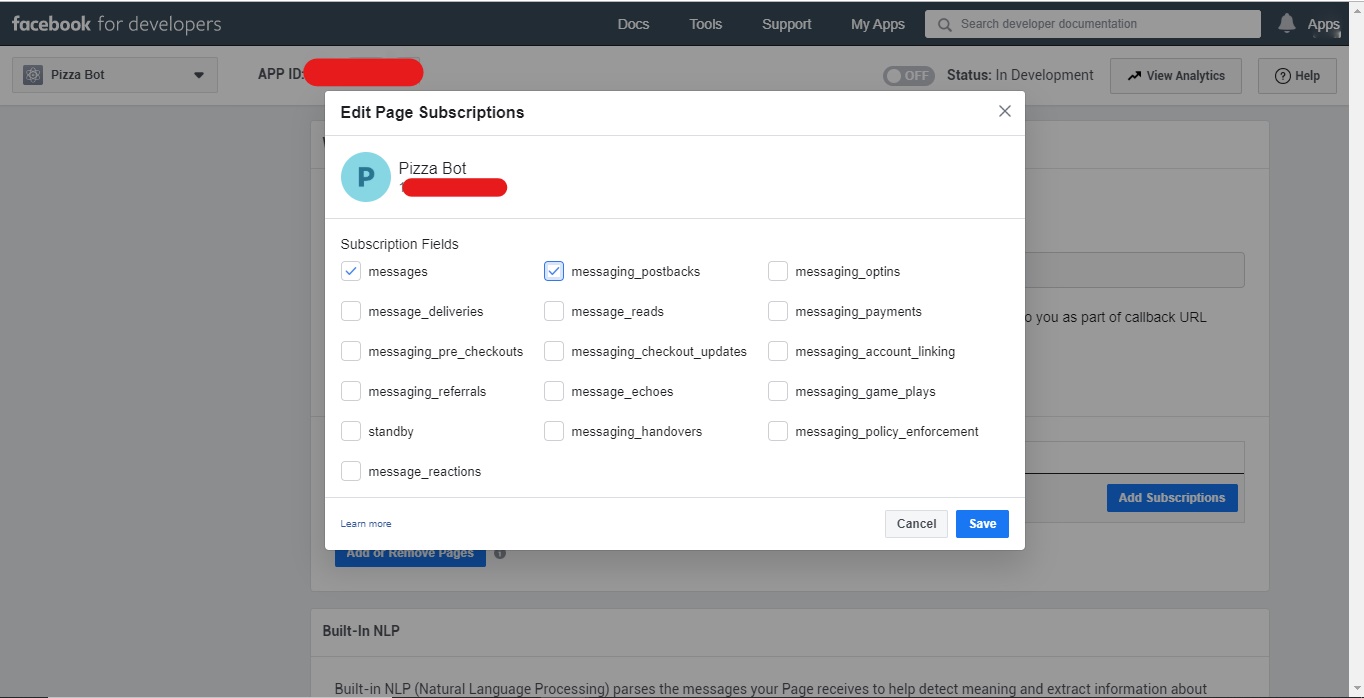 facebook for developers Docs Tools Support My Apps Search developer documentation Apps
Pizza Bot APP ID: OFF Status: In Development View Analytics Help
Edit Page Subscriptions
P Pizza Bot
Subscription Fields
messages messaging_postbacks messaging_optins
message_deliveries message_reads messaging_payments
o you as part of callback URL
messaging_pre_checkouts messaging_checkout_updates messaging_account_linking
messaging_referrals message_echoes messaging_game_plays
standby messaging_handovers messaging_policy_enforcement
message_reactions
Add Subscriptions
Learn more Cancel Save
Add or Remove Pages
Built-In NLP
Built-in NLP (Natural Language Processing) parses the messages your Page receives to help detect meaning and extract information about